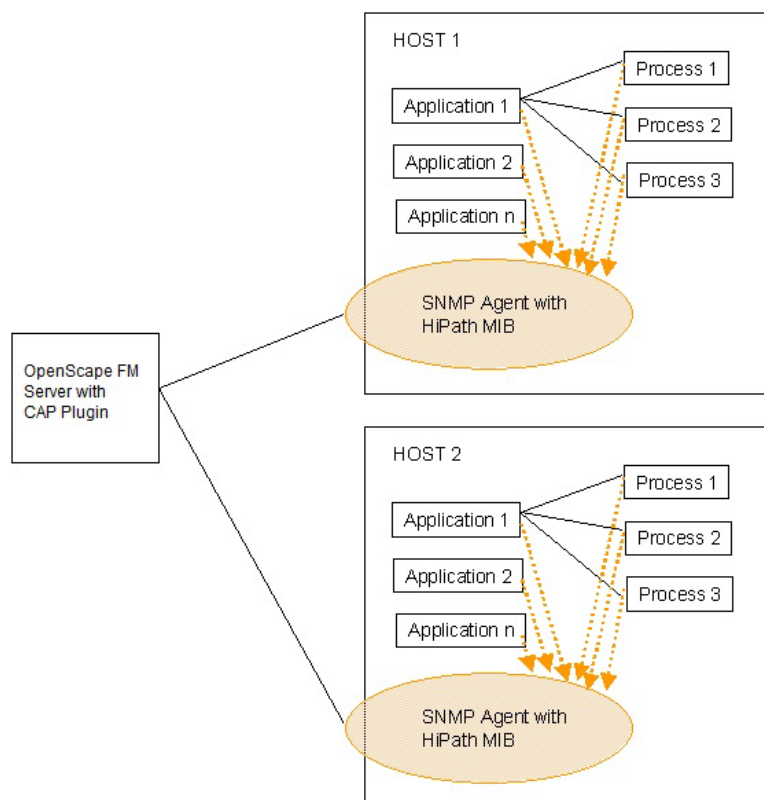 HOST 1
Process 1
Application 1
Process 2
Application 2
Process 3
Application n
SNMP Agent with
HiPath MIB
OpenScape FM
Server with
CAP Plugin
HOST 2
Process 1
Application 1
Process 2
Application 2
Process 3
Application n
SNMP Agent with
HiPath MIB